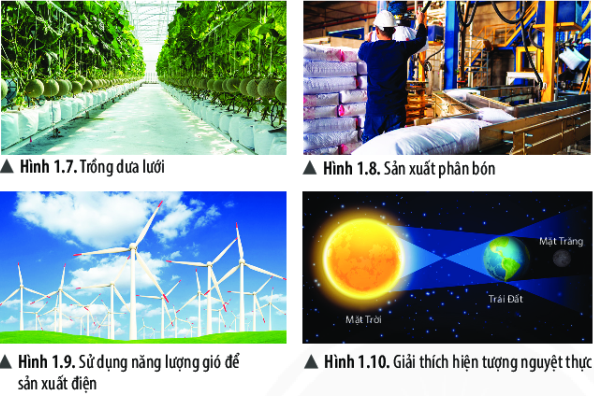 ▲ Hình 1.7. Trồng dưa lưới
▲ Hình 1.8. Sản xuất phân bón
Mặt Trời
Trái Đất
Mặt Trăng
▲ Hình 1.9. Sử dụng năng lượng gió để
sản xuất điện
▲ Hình 1.10. Giải thích hiện tượng nguyệt thực